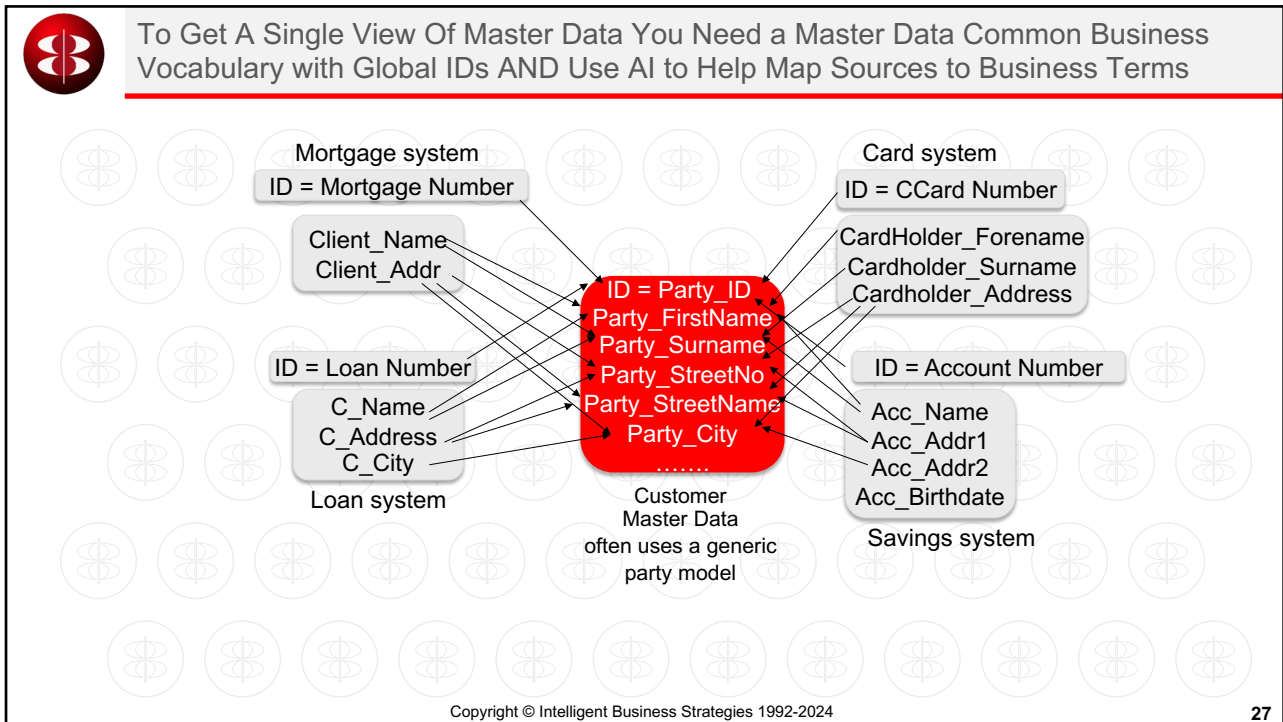 To Get A Single View Of Master Data You Need a Master Data Common Business
Vocabulary with Global IDs AND Use AI to Help Map Sources to Business Terms
Mortgage system
ID = Mortgage Number
Client_Name
Client_Addr
ID = Loan Number
C_Name
C_Address
C_City
Loan system
ID = Party_ID
Party_FirstName
Party_Surname
Party_StreetNo
Party_StreetName
Party_City
…….
Customer
Master Data
often uses a generic
party model
Card system
ID = CCard Number
CardHolder_Forename
Cardholder_Surname
Cardholder_Address
ID = Account Number
Acc_Name
Acc_Addr1
Acc_Addr2
Acc_Birthdate
Savings system
Copyright © Intelligent Business Strategies 1992-2024
27